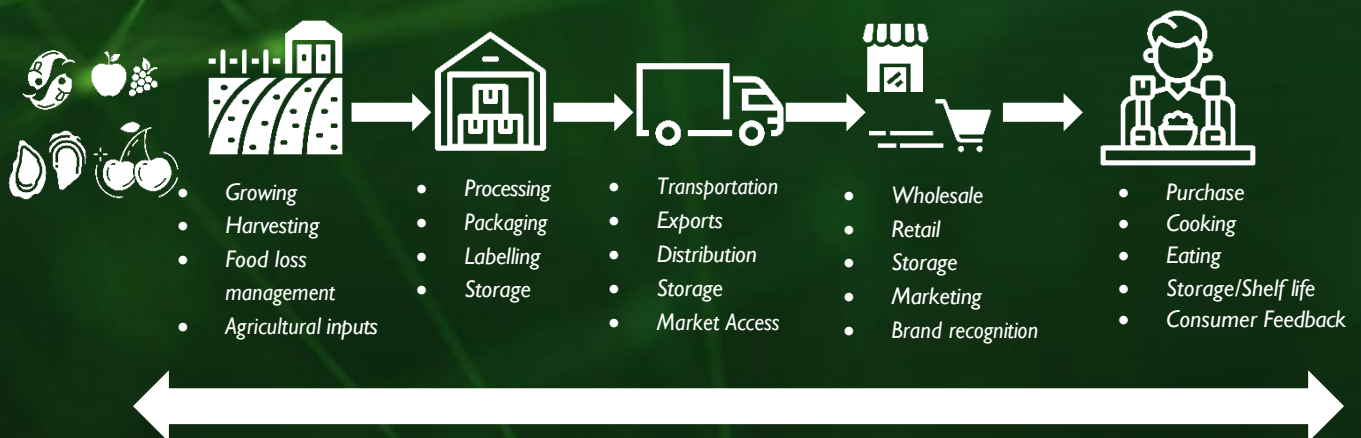 Growing
Harvesting
Food loss
management
Agricultural inputs
Processing
Packaging
Labelling
Storage
Transportation
Exports
Distribution
Storage
Market Access
Wholesale
Retail
Storage
Marketing
Brand recognition
Purchase
Cooking
Eating
Storage/Shelf life
Consumer Feedback